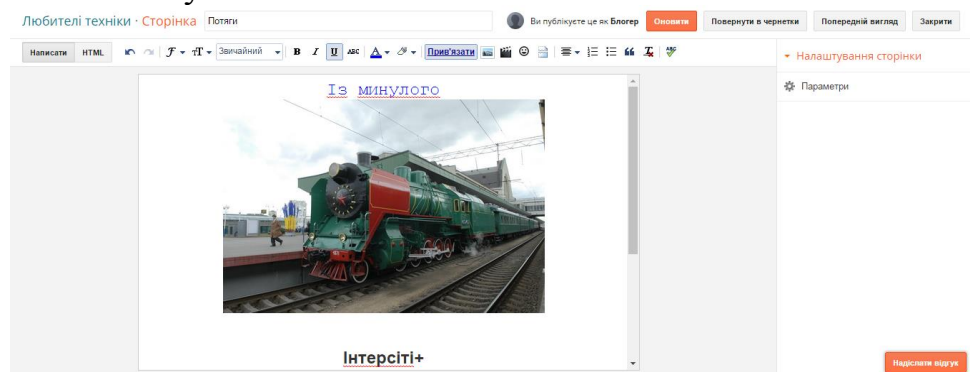 Любителі техніки · Сторінка Потяги Ви публікуєте це як Блогер Оновити Повернути в чернетки Попередній вигляд Закрити
Написати HTML Звичайний B I U ABC A Прив'язати
Налаштування сторінки
Параметри
Із минулого
Інтерсіті+
Надіслати відгук